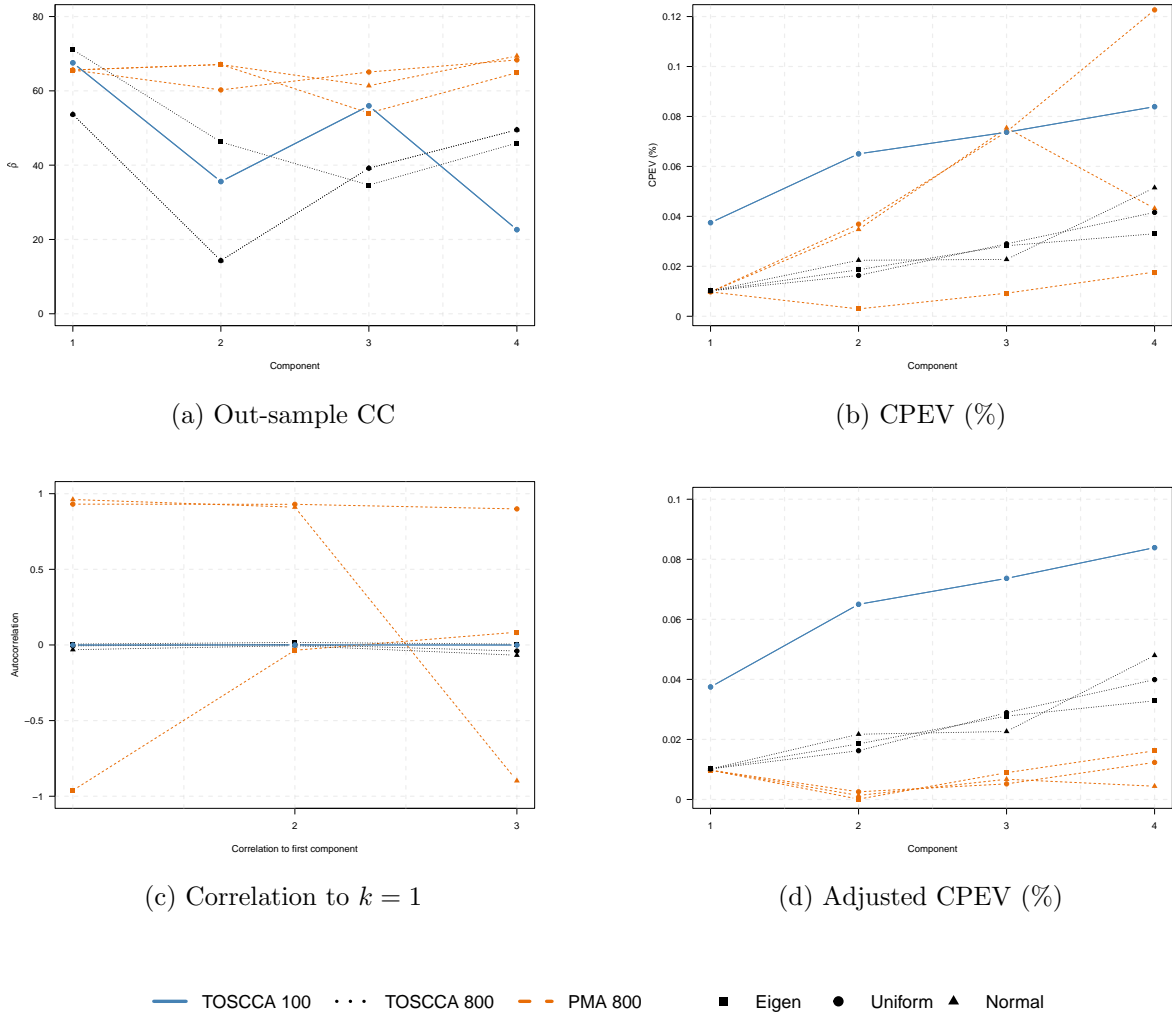 80
60
40
20
0
ρ̂
1 2 3 4
Component
(a) Out-sample CC
0.12
0.1
0.08
0.06
0.04
0.02
0
CPEV (%)
1 2 3 4
Component
(b) CPEV (%)
1
0.5
0
−0.5
−1
Autocorrelation
2 3
Correlation to first component
(c) Correlation to k = 1
0.1
0.08
0.06
0.04
0.02
0
1 2 3 4
Component
(d) Adjusted CPEV (%)
TOSCCA 100 TOSCCA 800 PMA 800 Eigen Uniform Normal